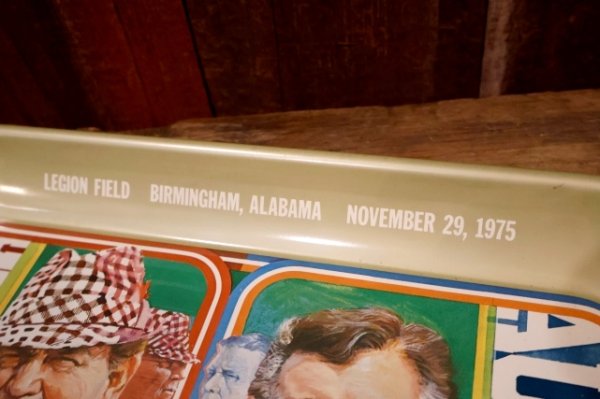 LEGION FIELD BIRMINGHAM, ALABAMA NOVEMBER 29, 1975